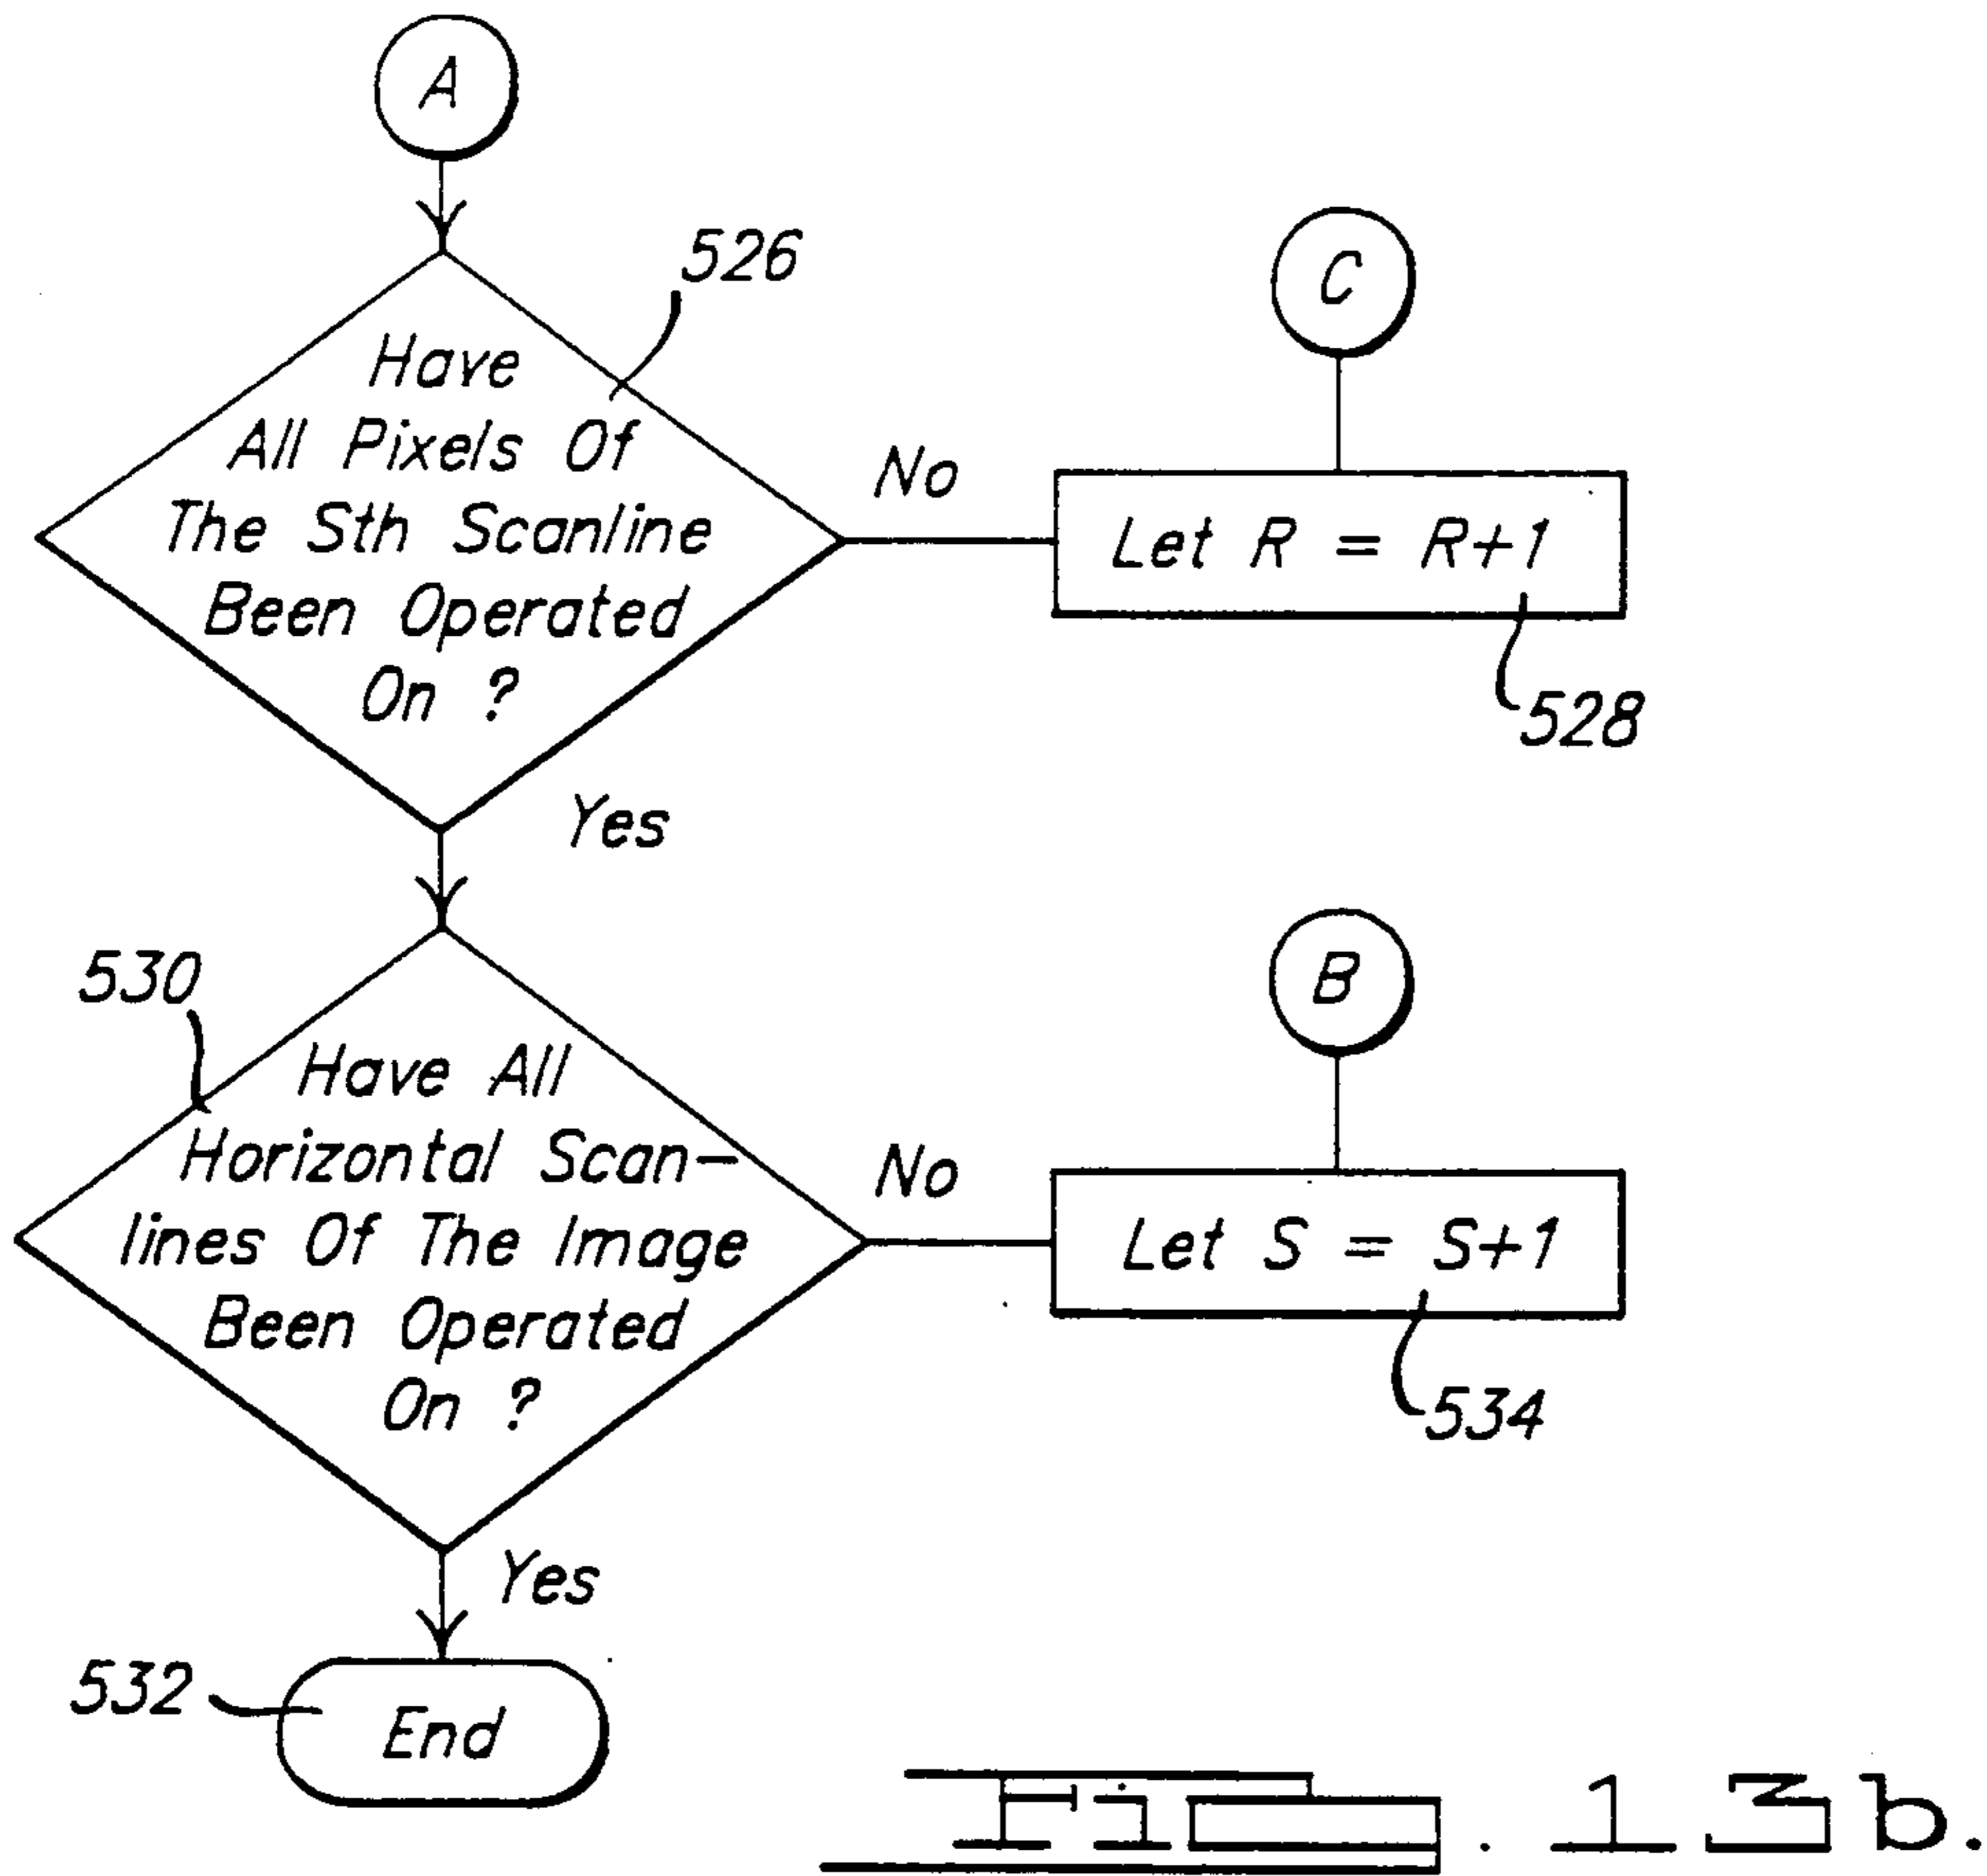 A
526
Have
All Pixels Of
The Sth Scanline
Been Operated
On ?
No
C
Let R = R+1
528
Yes
530
Have All
Horizontal Scan-
lines Of The Image
Been Operated
On ?
No
B
Let S = S+1
534
Yes
532
End
Fig. 13b.